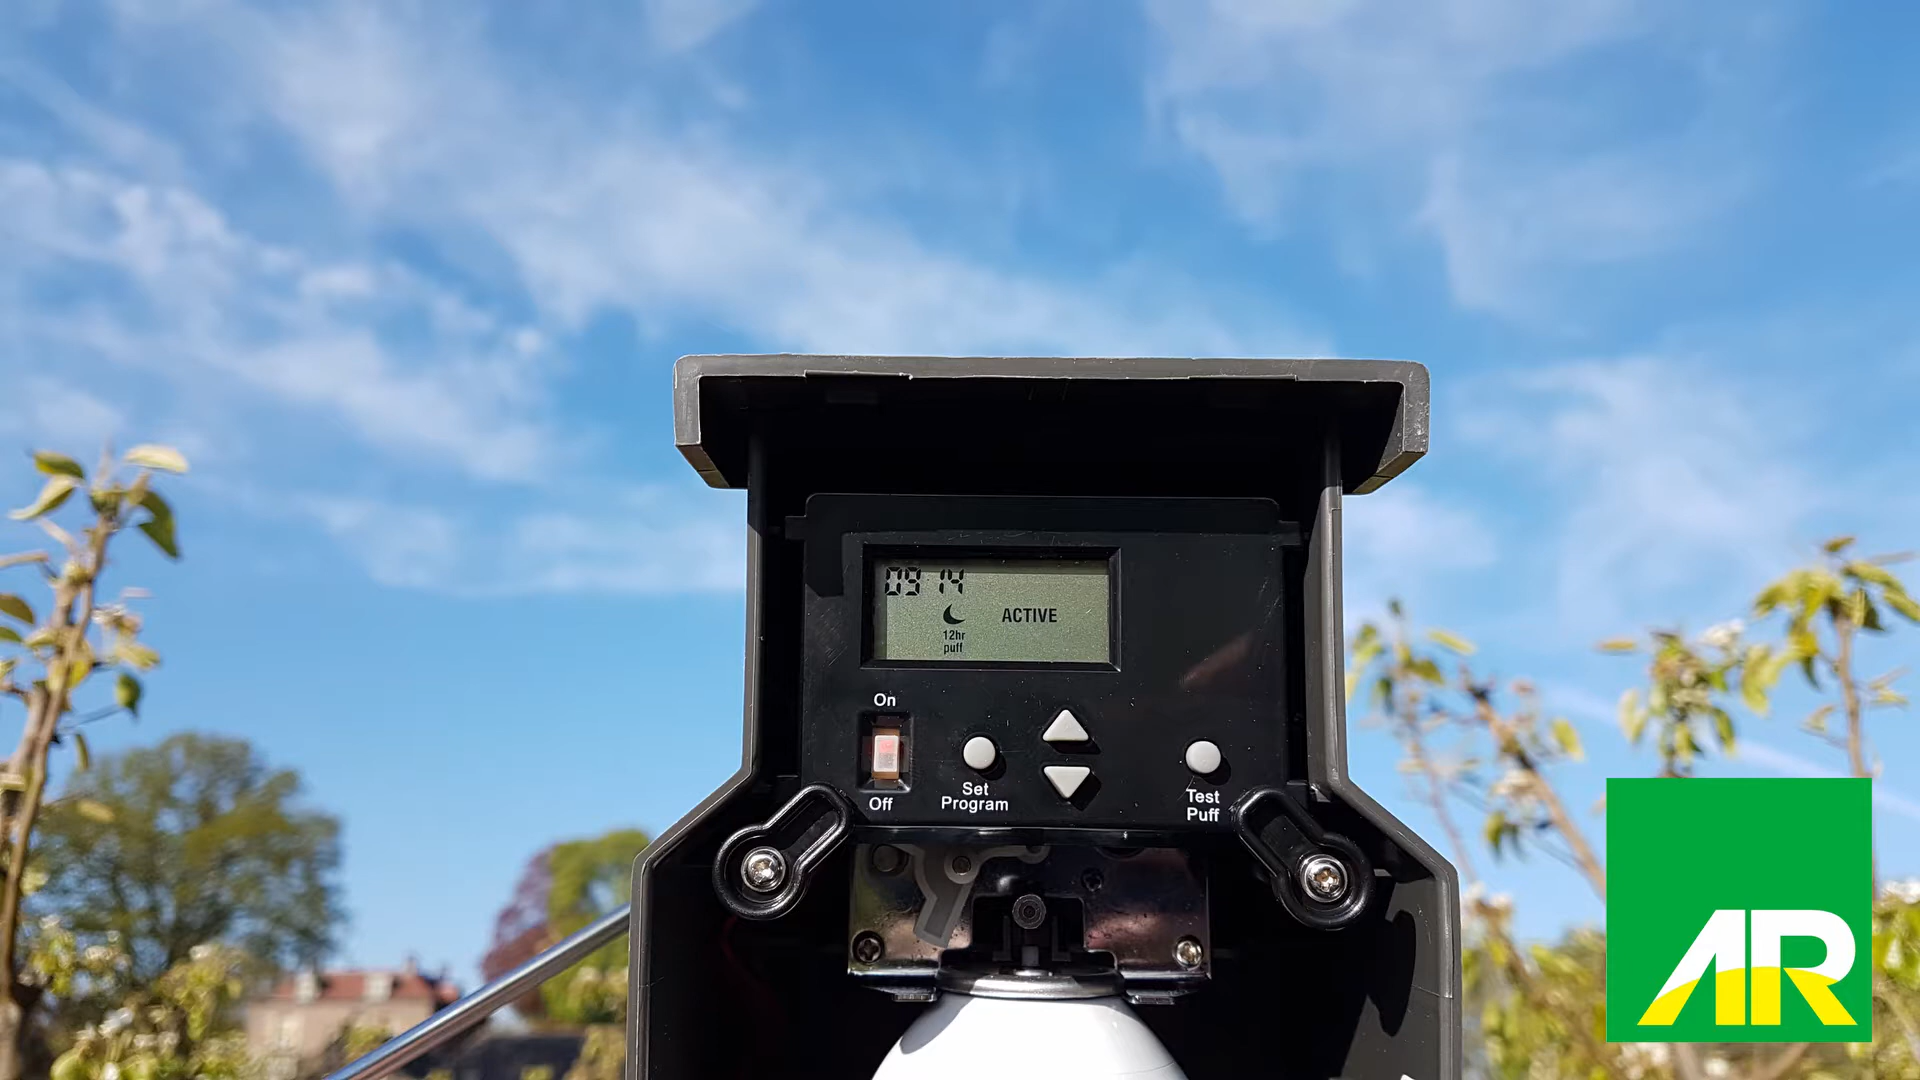 09 14
ACTIVE
12hr
puff
On
Off
Set
Program
Test
Puff
AR